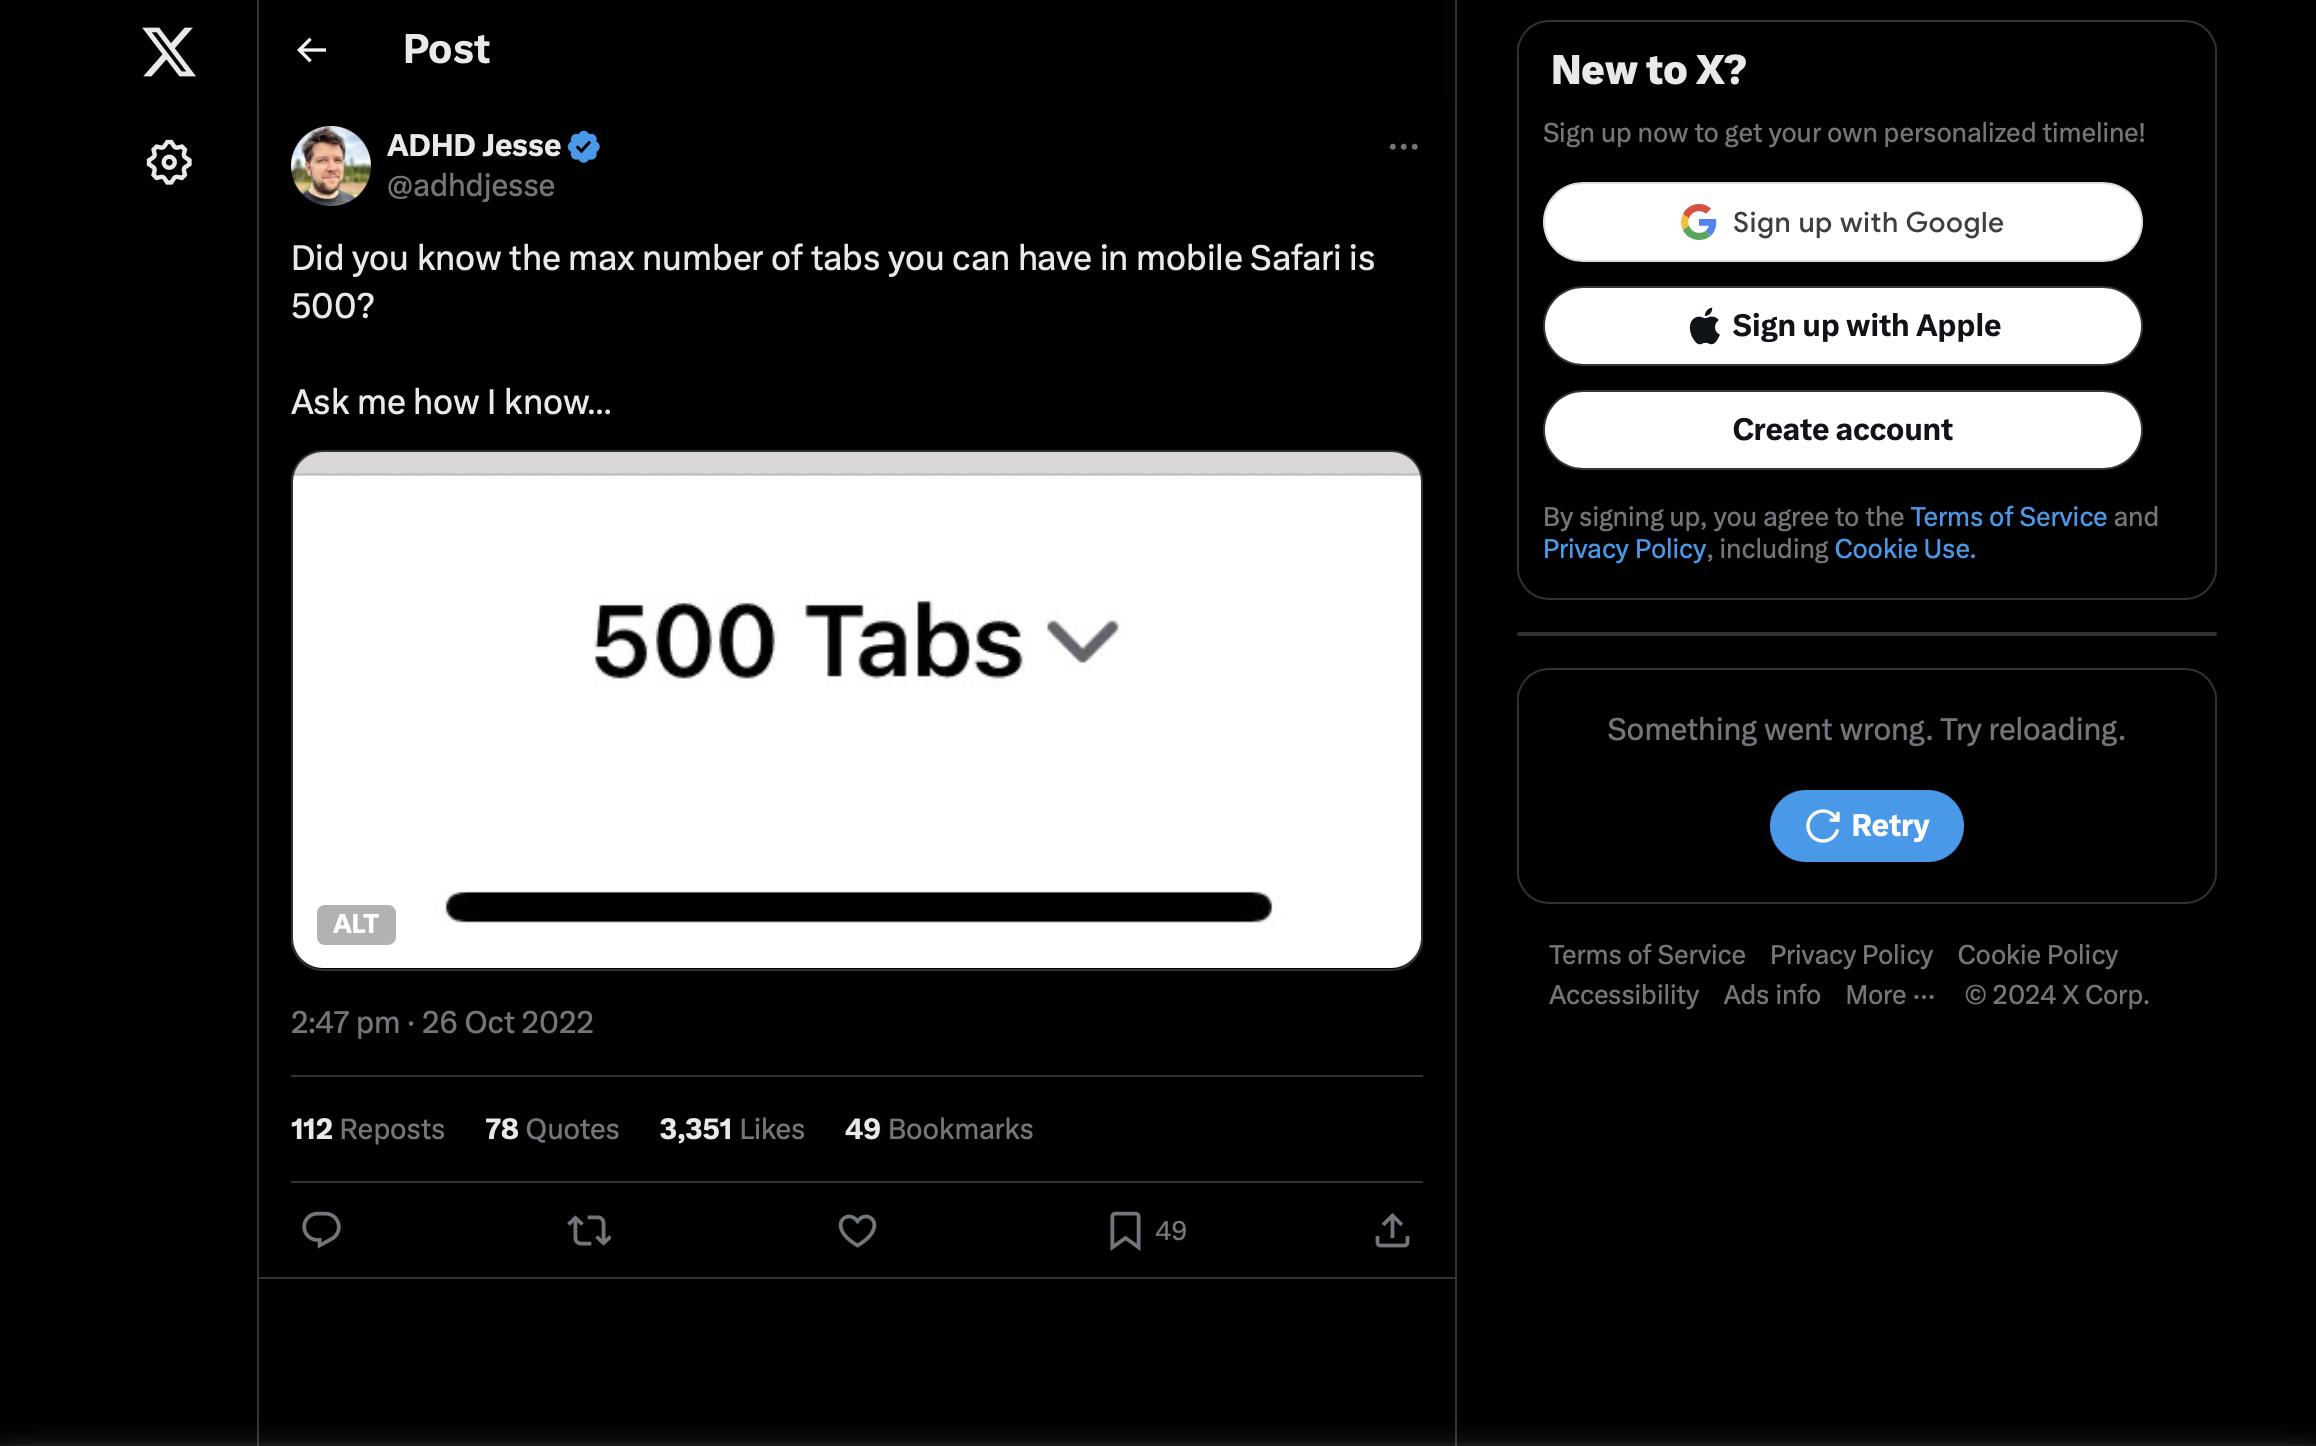 Post
ADHD Jesse
@adhdjesse
Did you know the max number of tabs you can have in mobile Safari is
500?
Ask me how I know...
500 Tabs
ALT
2:47 pm · 26 Oct 2022
112 Reposts 78 Quotes 3,351 Likes 49 Bookmarks
49
New to X?
Sign up now to get your own personalized timeline!
Sign up with Google
Sign up with Apple
Create account
By signing up, you agree to the Terms of Service and
Privacy Policy, including Cookie Use.
Something went wrong. Try reloading.
Retry
Terms of Service Privacy Policy Cookie Policy
Accessibility Ads info More ··· © 2024 X Corp.